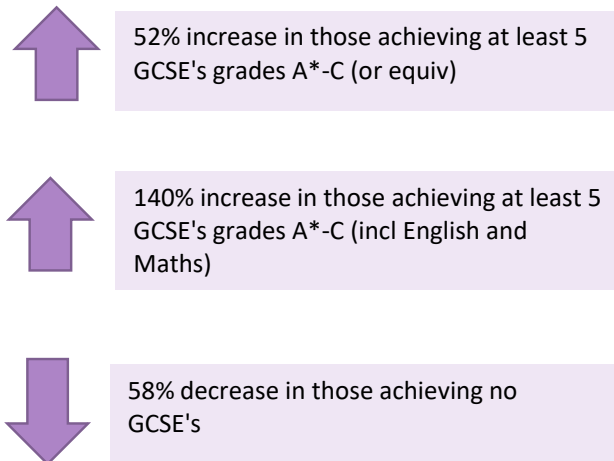 52% increase in those achieving at least 5
GCSE's grades A*-C (or equiv)
140% increase in those achieving at least 5
GCSE's grades A*-C (incl English and
Maths)
58% decrease in those achieving no
GCSE's